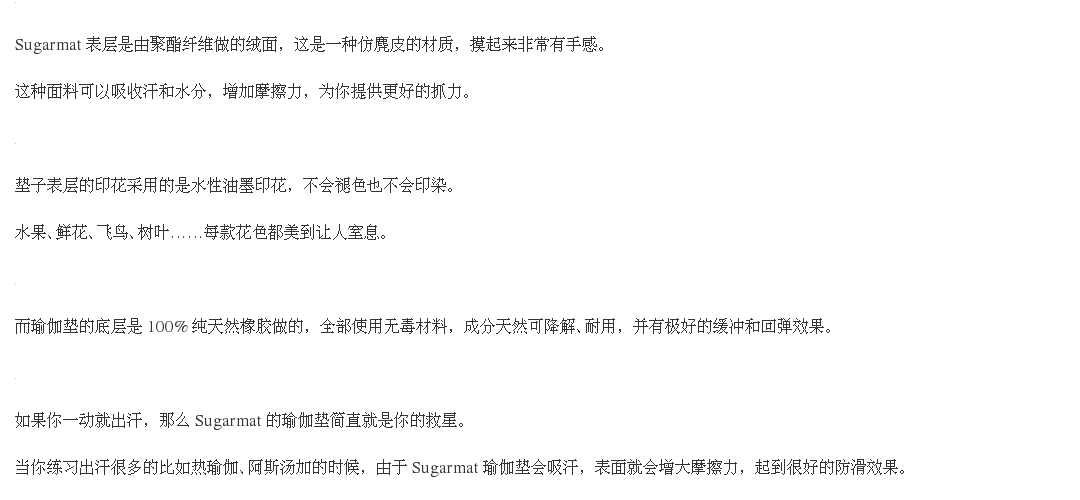 Sugarmat 表层是由聚酯纤维做的绒面，这是一种仿麂皮的材质，摸起来非常有手感。
这种面料可以吸收汗和水分，增加摩擦力，为你提供更好的抓力。
垫子表层的印花采用的是水性油墨印花，不会褪色也不会印染。
水果、鲜花、飞鸟、树叶……每款花色都美到让人窒息。
而瑜伽垫的底层是 100% 纯天然橡胶做的，全部使用无毒材料，成分天然可降解、耐用，并有极好的缓冲和回弹效果。
如果你一动就出汗，那么 Sugarmat 的瑜伽垫简直就是你的救星。
当你练习出汗很多的比如热瑜伽、阿斯汤加的时候，由于 Sugarmat 瑜伽垫会吸汗，表面就会增大摩擦力，起到很好的防滑效果。